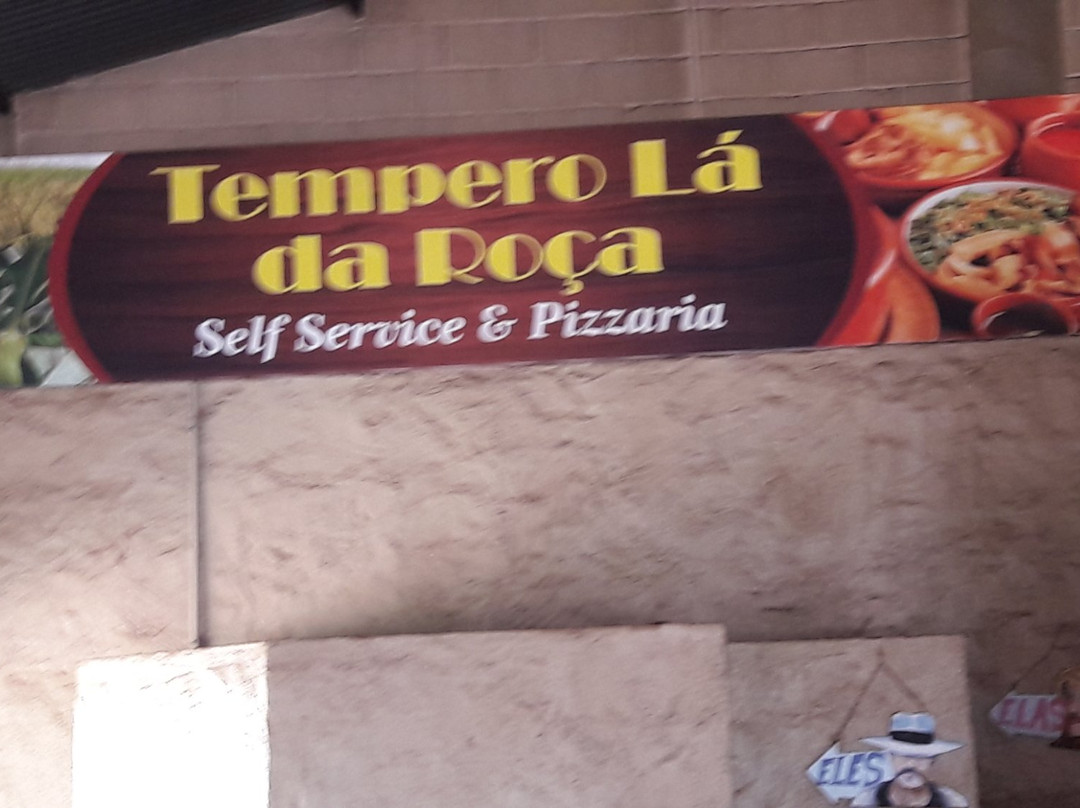 Tempero Lá
da Roça
Self Service & Pizzaria
ELES
ELAS